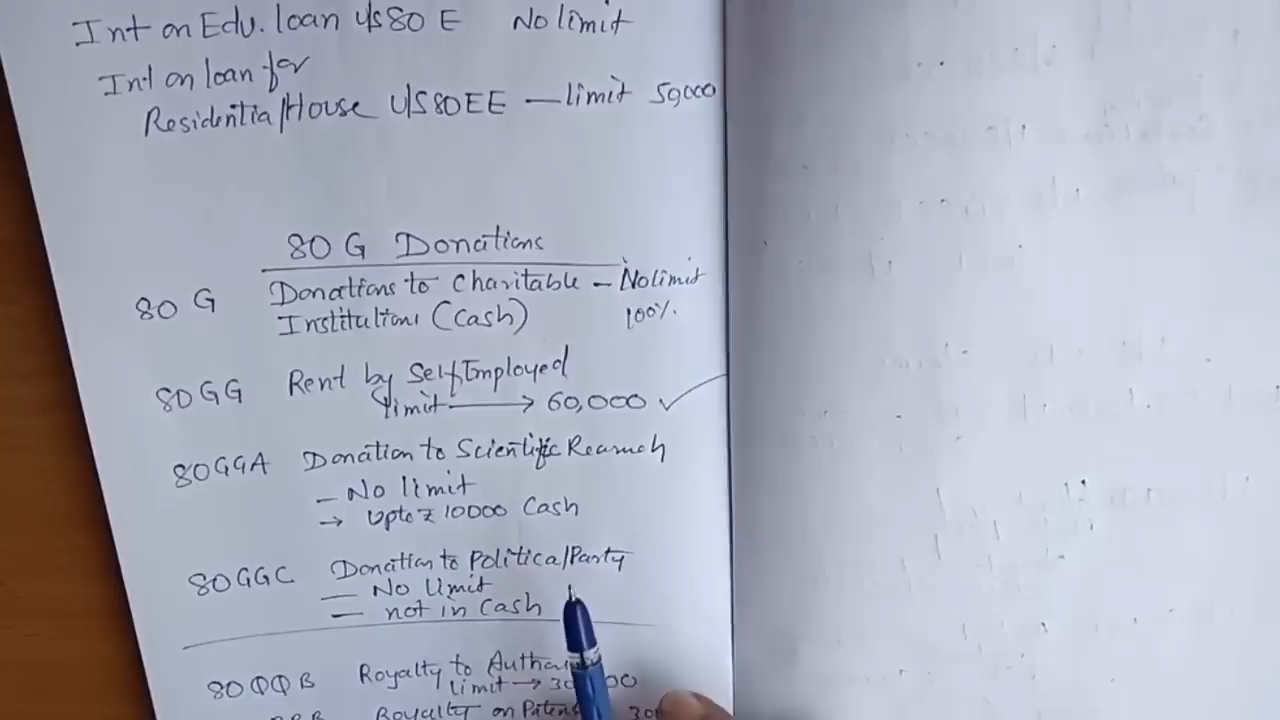 Int on Edu. loan u/s 80 E No limit
Int on loan for
Residential House U/S 80EE — limit 50000
80 G Donations
80 G Donations to Charitable – No limit
Institutions (Cash) 100%.
80GG Rent by Self Employed
limit → 60,000 ✓
80GGA Donation to Scientific Research
– No limit
→ Upto ₹ 10000 Cash
80GGC Donation to Political Party
— No Limit
— not in Cash
80QQB Royalty to
limit →
Royalty on